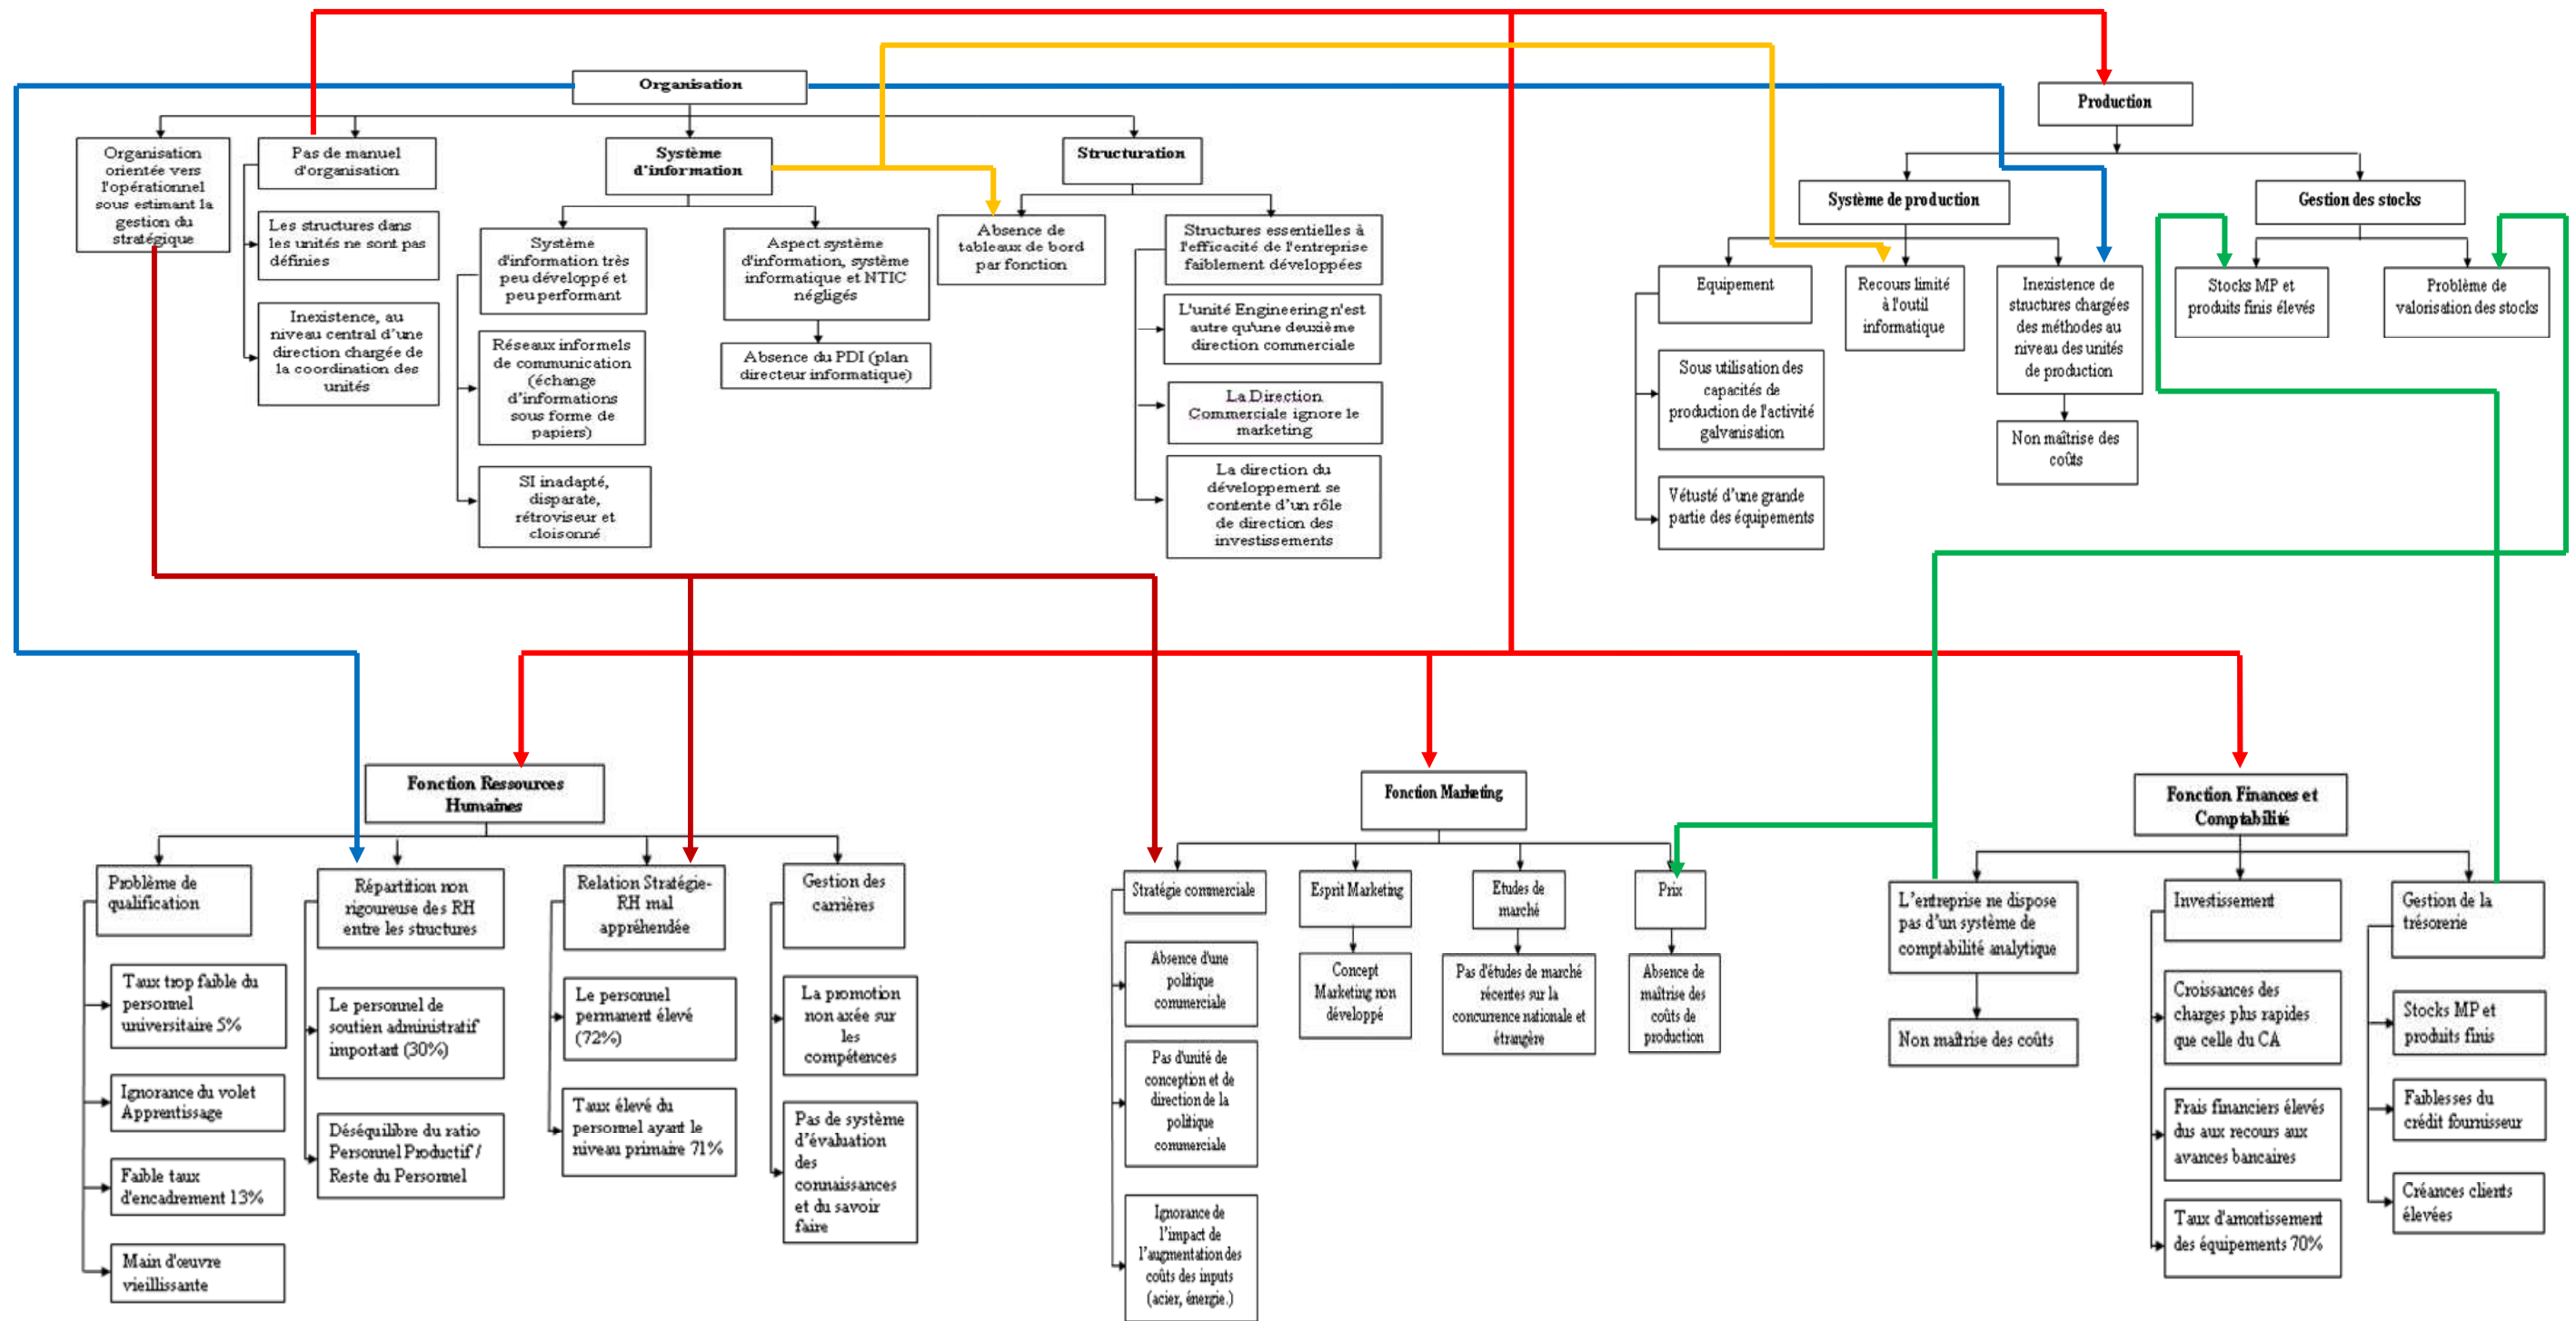 Organisation
Organisation
orientée vers
l'opérationnel
sous estimant la
gestion du
stratégique
Pas de manuel
d'organisation
Les structures dans
les unités ne sont pas
définies
Inexistence, au
niveau central d'une
direction chargée de
la coordination des
unités
Système
d'information
Système
d'information très
peu développé et
peu performant
Réseaux informels
de communication
(échange
d'informations
sous forme de
papiers)
SI inadapté,
disparate,
rétroviseur et
cloisonné
Aspect système
d'information, système
informatique et NTIC
négligés
Absence du PDI (plan
directeur informatique)
Structuration
Absence de
tableaux de bord
par fonction
Structures essentielles à
l'efficacité de l'entreprise
faiblement développées
L'unité Engineering n'est
autre qu'une deuxième
direction commerciale
La Direction
Commerciale ignore le
marketing
La direction du
développement se
contente d'un rôle
de direction des
investissements
Production
Système de production
Equipement
Sous utilisation des
capacités de
production de l'activité
galvanisation
Vétusté d'une grande
partie des équipements
Recours limité
à l'outil
informatique
Inexistence de
structures chargées
des méthodes au
niveau des unités
de production
Non maîtrise des
coûts
Gestion des stocks
Stocks MP et
produits finis élevés
Problème de
valorisation des stocks
Fonction Ressources
Humaines
Problème de
qualification
Taux trop faible du
personnel
universitaire 5%
Ignorance du volet
Apprentissage
Faible taux
d'encadrement 13%
Main d'œuvre
vieillissante
Répartition non
rigoureuse des RH
entre les structures
Le personnel de
soutien administratif
important (30%)
Déséquilibre du ratio
Personnel Productif /
Reste du Personnel
Relation Stratégie-
RH mal
appréhendée
Le personnel
permanent élevé
(72%)
Taux élevé du
personnel ayant le
niveau primaire 71%
Gestion des
carrières
La promotion
non axée sur
les
compétences
Pas de système
d'évaluation
des
connaissances
et du savoir
faire
Fonction Marketing
Stratégie commerciale
Absence d'une
politique
commerciale
Pas d'unité de
conception et de
direction de la
politique
commerciale
Ignorance de
l'impact de
l'augmentation des
coûts des inputs
(acier, énergie.)
Esprit Marketing
Concept
Marketing non
développé
Etudes de
marché
Pas d'études de marché
récentes sur la
concurrence nationale et
étrangère
Prix
Absence de
maîtrise des
coûts de
production
Fonction Finances et
Comptabilité
L'entreprise ne dispose
pas d'un système de
comptabilité analytique
Non maîtrise des coûts
Investissement
Croissances des
charges plus rapides
que celle du CA
Frais financiers élevés
dus aux recours aux
avances bancaires
Taux d'amortissement
des équipements 70%
Gestion de la
trésorerie
Stocks MP et
produits finis
Faiblesses du
crédit fournisseur
Créances clients
élevées